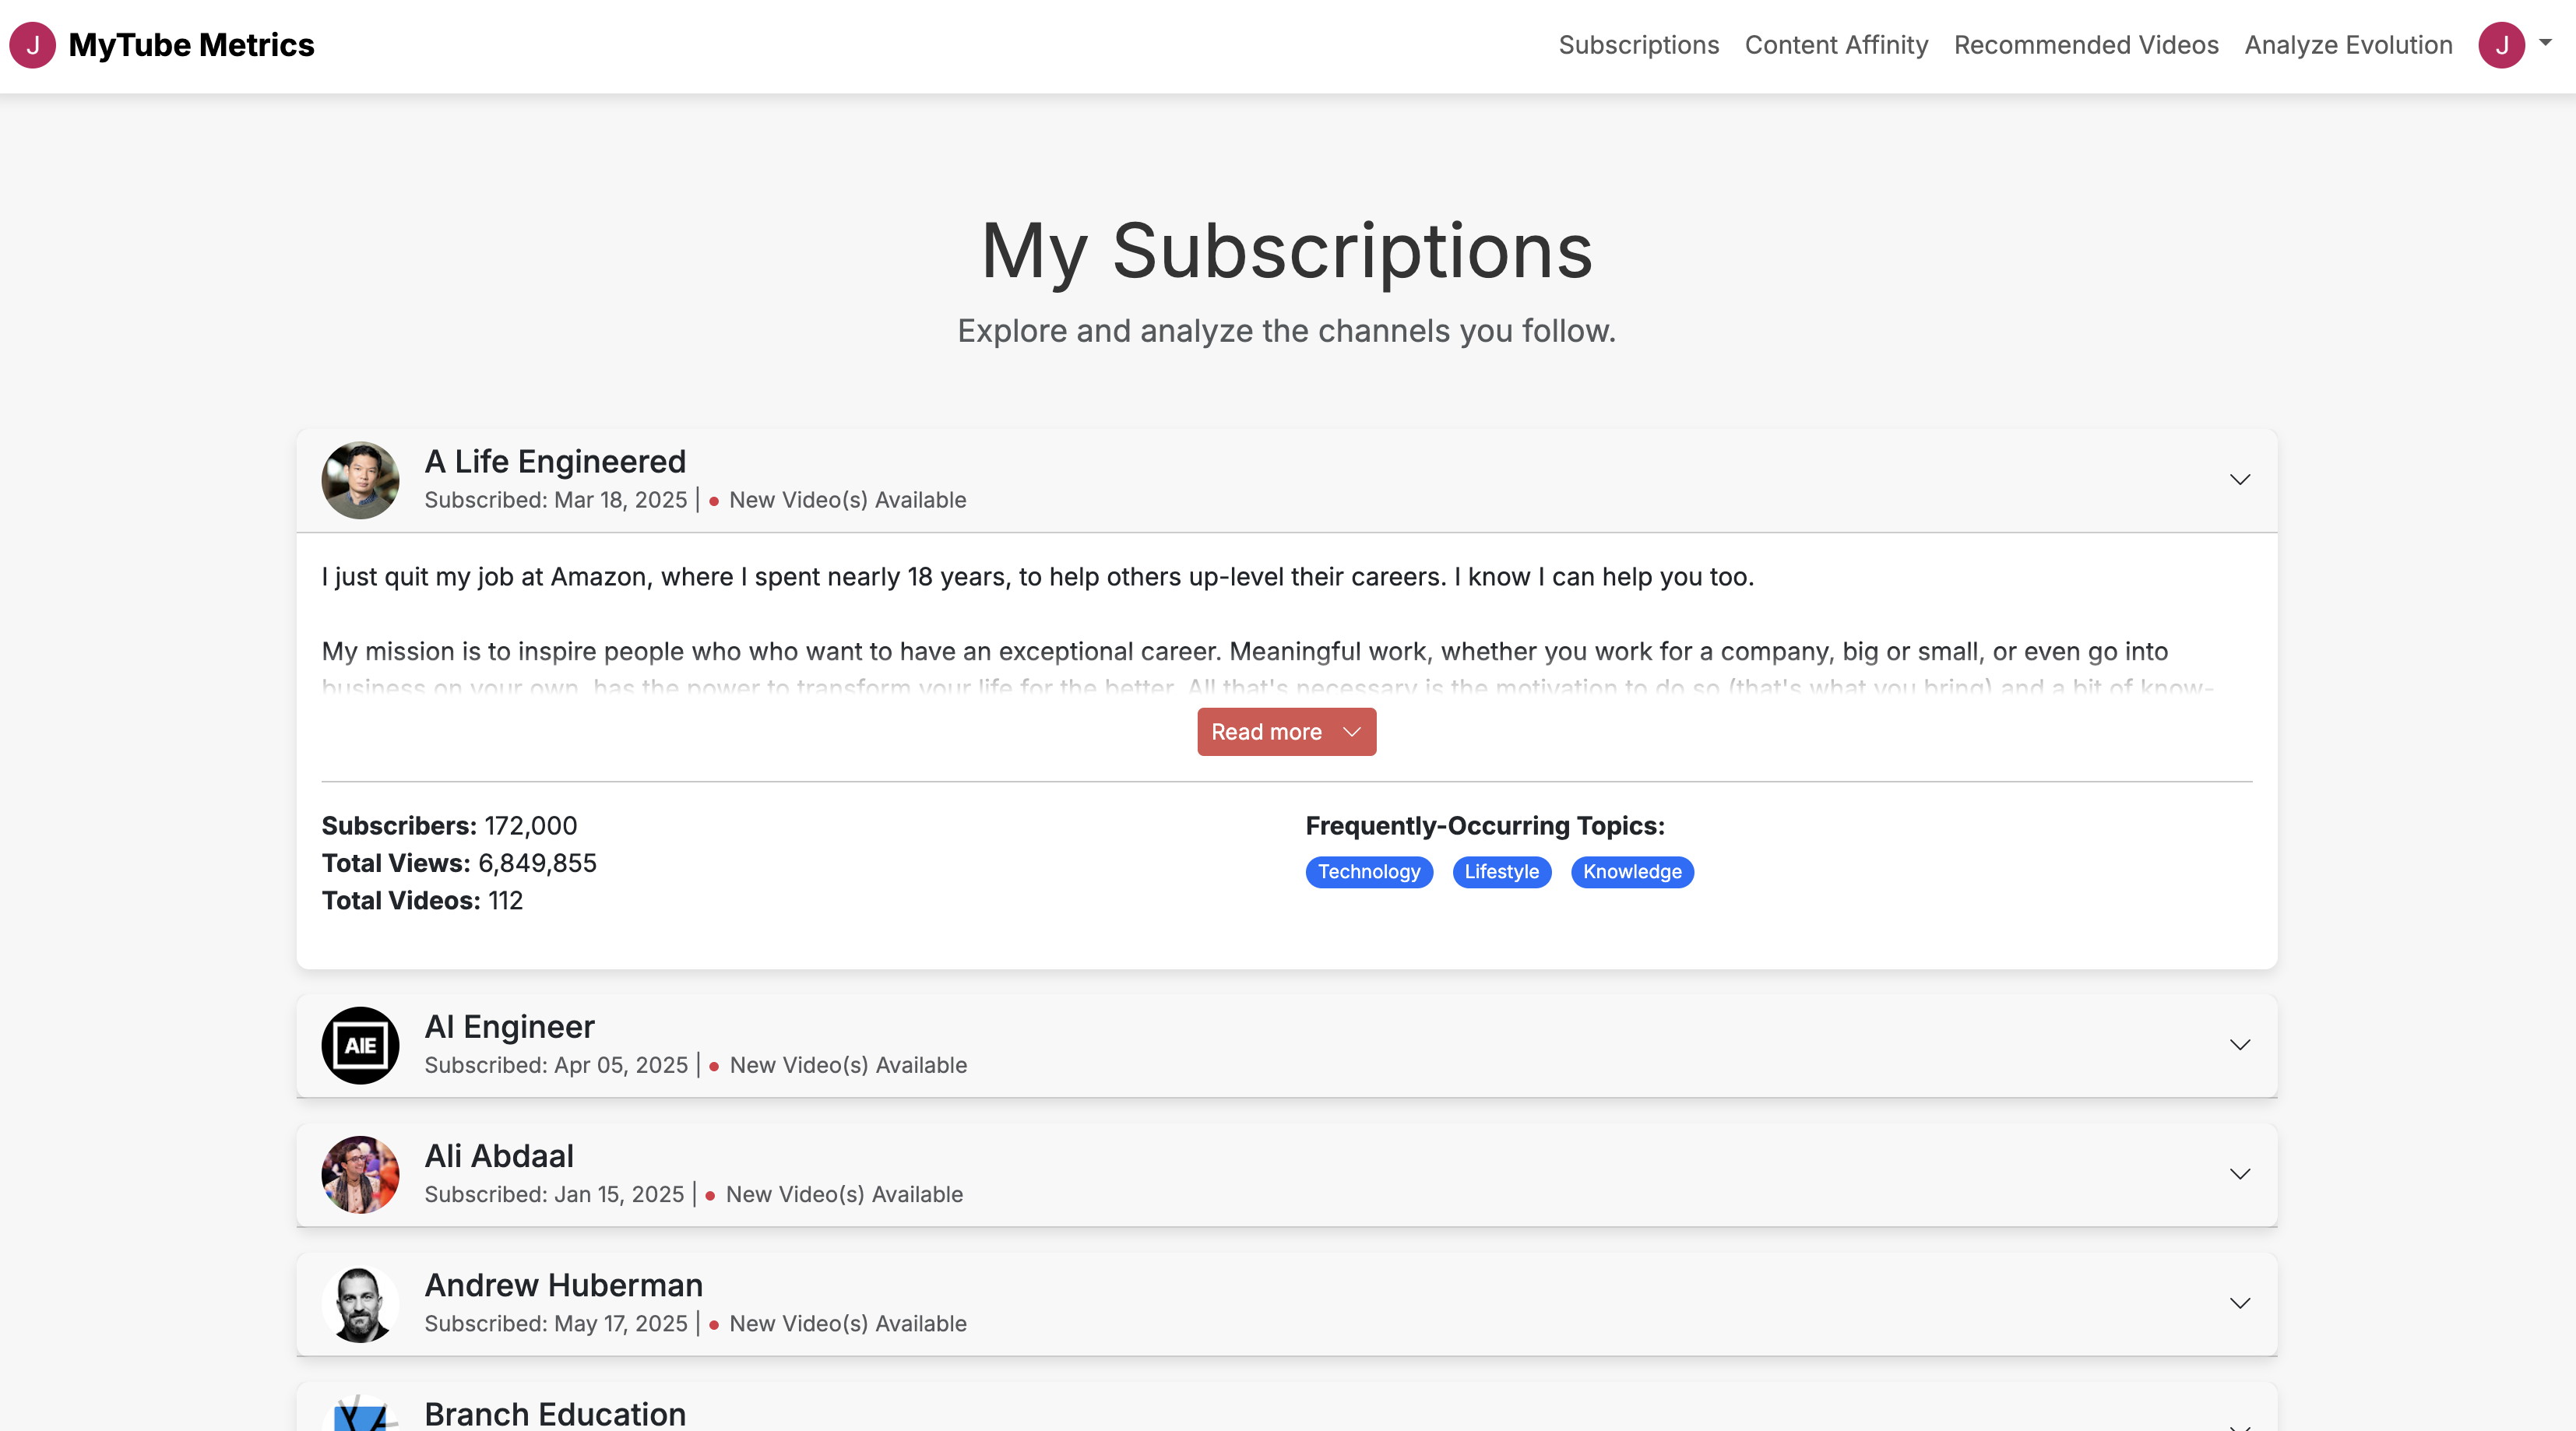 J MyTube Metrics
Subscriptions Content Affinity Recommended Videos Analyze Evolution J
My Subscriptions
Explore and analyze the channels you follow.
A Life Engineered
Subscribed: Mar 18, 2025 | • New Video(s) Available
I just quit my job at Amazon, where I spent nearly 18 years, to help others up-level their careers. I know I can help you too.
My mission is to inspire people who who want to have an exceptional career. Meaningful work, whether you work for a company, big or small, or even go into
business on your own, has the power to transform your life for the better. All that's necessary is the motivation to do so (that's what you bring) and a bit of know-
Read more
Subscribers: 172,000
Total Views: 6,849,855
Total Videos: 112
Frequently-Occurring Topics:
Technology Lifestyle Knowledge
AIE
AI Engineer
Subscribed: Apr 05, 2025 | • New Video(s) Available
Ali Abdaal
Subscribed: Jan 15, 2025 | • New Video(s) Available
Andrew Huberman
Subscribed: May 17, 2025 | • New Video(s) Available
Branch Education